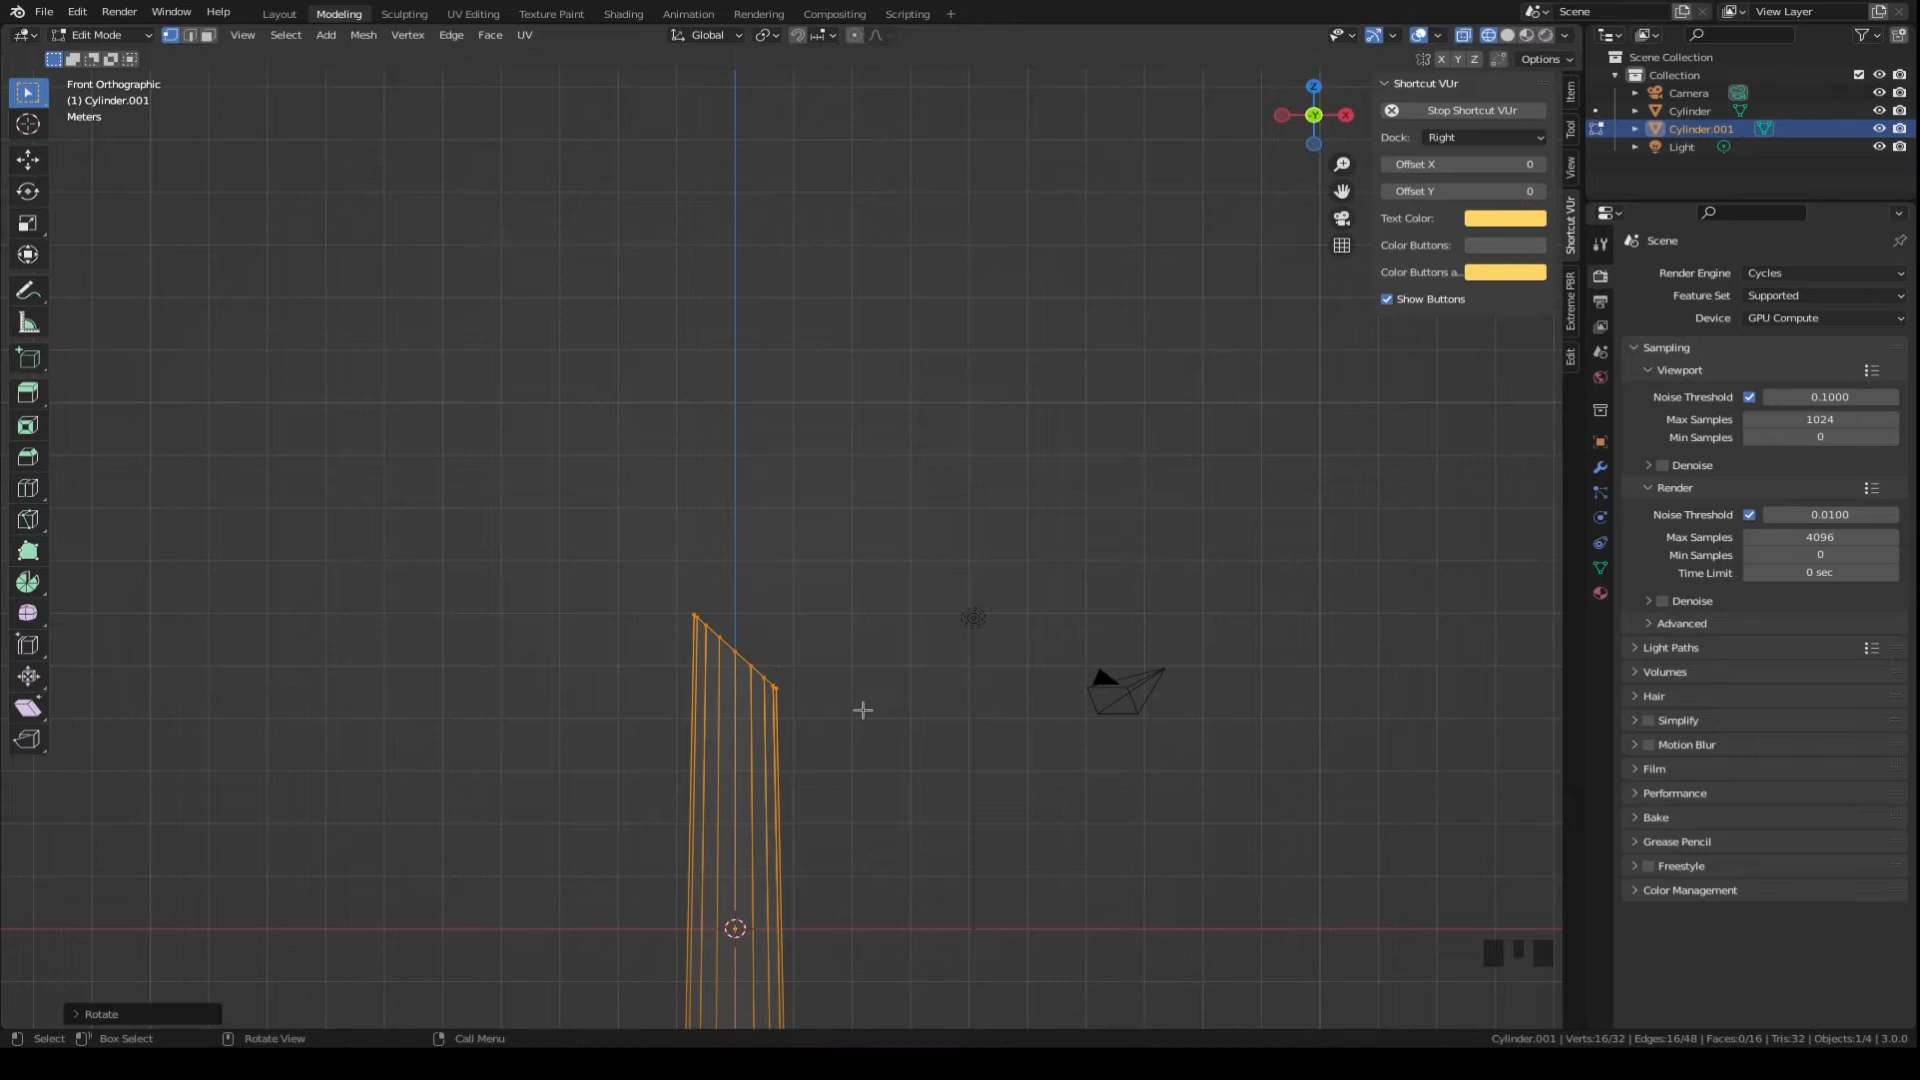 File Edit Render Window Help Layout Modeling Sculpting UV Editing Texture Paint Shading Animation Rendering Compositing Scripting + Scene View Layer
Edit Mode View Select Add Mesh Vertex Edge Face UV Global
X Y Z Options
Front Orthographic
(1) Cylinder.001
Meters
Z
X
Y
Shortcut VUr
Stop Shortcut VUr
Dock: Right
Offset X 0
Offset Y 0
Text Color:
Color Buttons:
Color Buttons a..
Show Buttons
Item
Tool
View
Shortcut VUr
Extreme PBR
Edit
Scene Collection
Collection
Camera
Cylinder
Cylinder.001
Light
Scene
Render Engine Cycles
Feature Set Supported
Device GPU Compute
Sampling
Viewport
Noise Threshold 0.1000
Max Samples 1024
Min Samples 0
Denoise
Render
Noise Threshold 0.0100
Max Samples 4096
Min Samples 0
Time Limit 0 sec
Denoise
Advanced
Light Paths
Volumes
Hair
Simplify
Motion Blur
Film
Performance
Bake
Grease Pencil
Freestyle
Color Management
Rotate
Select Box Select Rotate View Call Menu Cylinder.001 | Verts:16/32 | Edges:16/48 | Faces:0/16 | Tris:32 | Objects:1/4 | 3.0.0